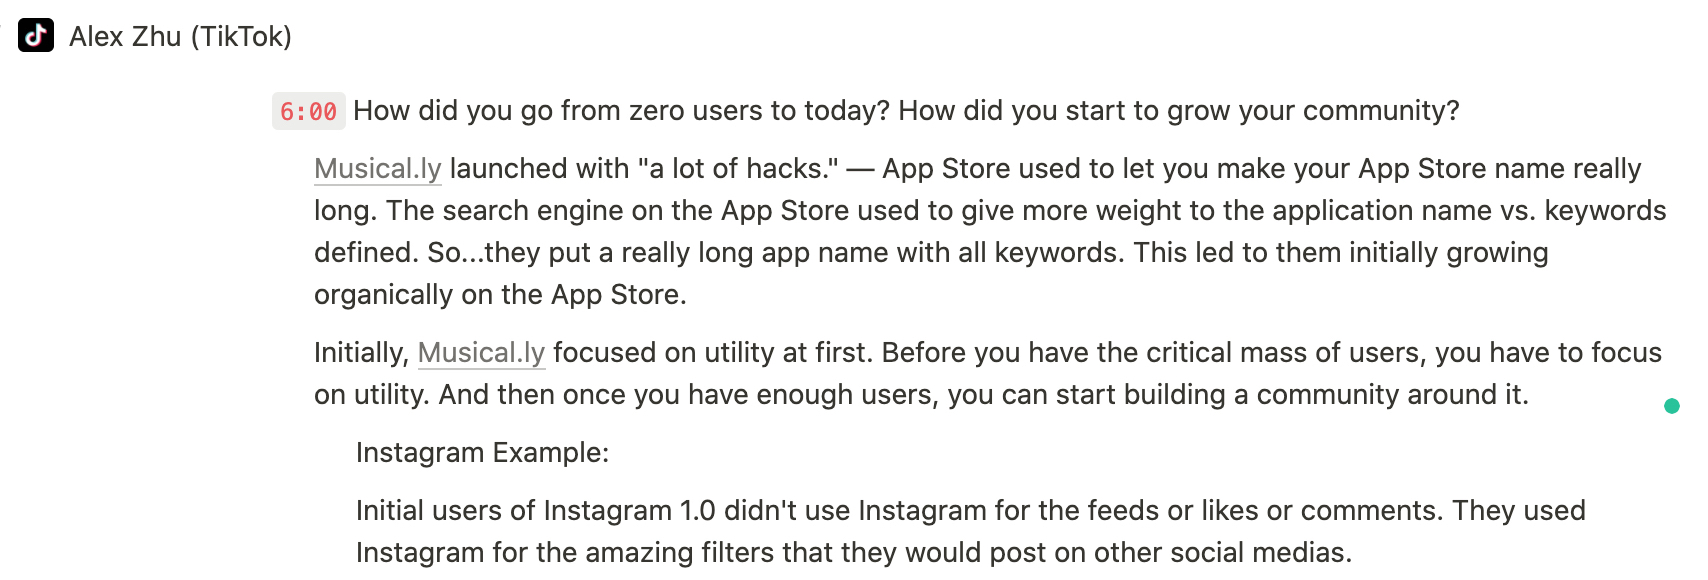 Alex Zhu (TikTok)
6:00 How did you go from zero users to today? How did you start to grow your community?
Musical.ly launched with "a lot of hacks." — App Store used to let you make your App Store name really
long. The search engine on the App Store used to give more weight to the application name vs. keywords
defined. So...they put a really long app name with all keywords. This led to them initially growing
organically on the App Store.
Initially, Musical.ly focused on utility at first. Before you have the critical mass of users, you have to focus
on utility. And then once you have enough users, you can start building a community around it.
Instagram Example:
Initial users of Instagram 1.0 didn't use Instagram for the feeds or likes or comments. They used
Instagram for the amazing filters that they would post on other social medias.